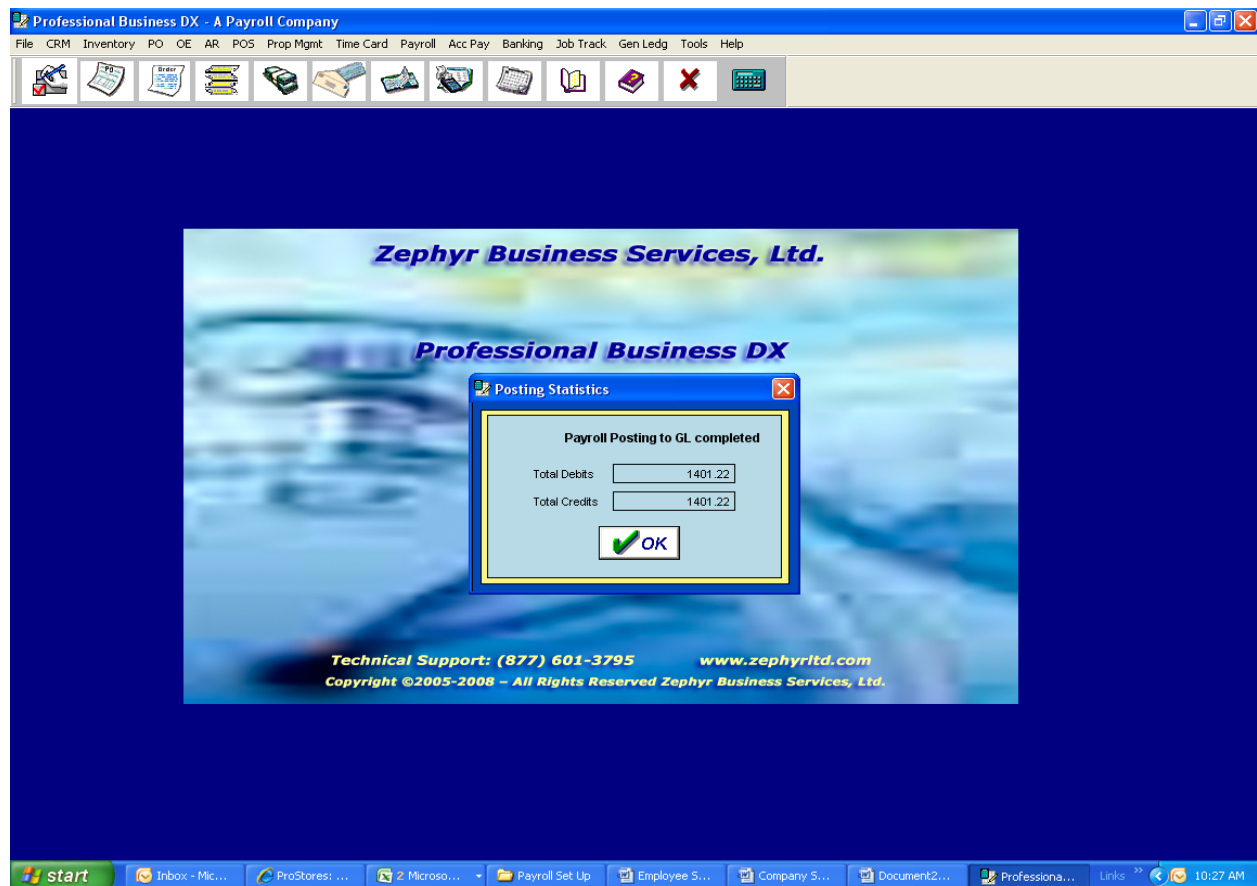 Professional Business DX - A Payroll Company
File CRM Inventory PO OE AR POS Prop Mgmt Time Card Payroll Acc Pay Banking Job Track Gen Ledg Tools Help
PO
Order
Zephyr Business Services, Ltd.
Professional Business DX
Posting Statistics
Payroll Posting to GL completed
Total Debits 1401.22
Total Credits 1401.22
OK
Technical Support: (877) 601-3795 www.zephyrltd.com
Copyright ©2005-2008 – All Rights Reserved Zephyr Business Services, Ltd.
start Inbox - Mic... ProStores: ... 2 Microso... Payroll Set Up Employee S... Company S... Document2... Professiona... Links » 10:27 AM